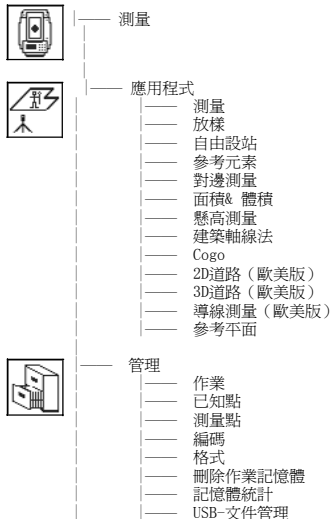 測量
應用程式
測量
放樣
自由設站
參考元素
對邊測量
面積& 體積
懸高測量
建築軸線法
Cogo
2D道路（歐美版）
3D道路（歐美版）
導線測量（歐美版）
參考平面
管理
作業
已知點
測量點
編碼
格式
刪除作業記憶體
記憶體統計
USB-文件管理